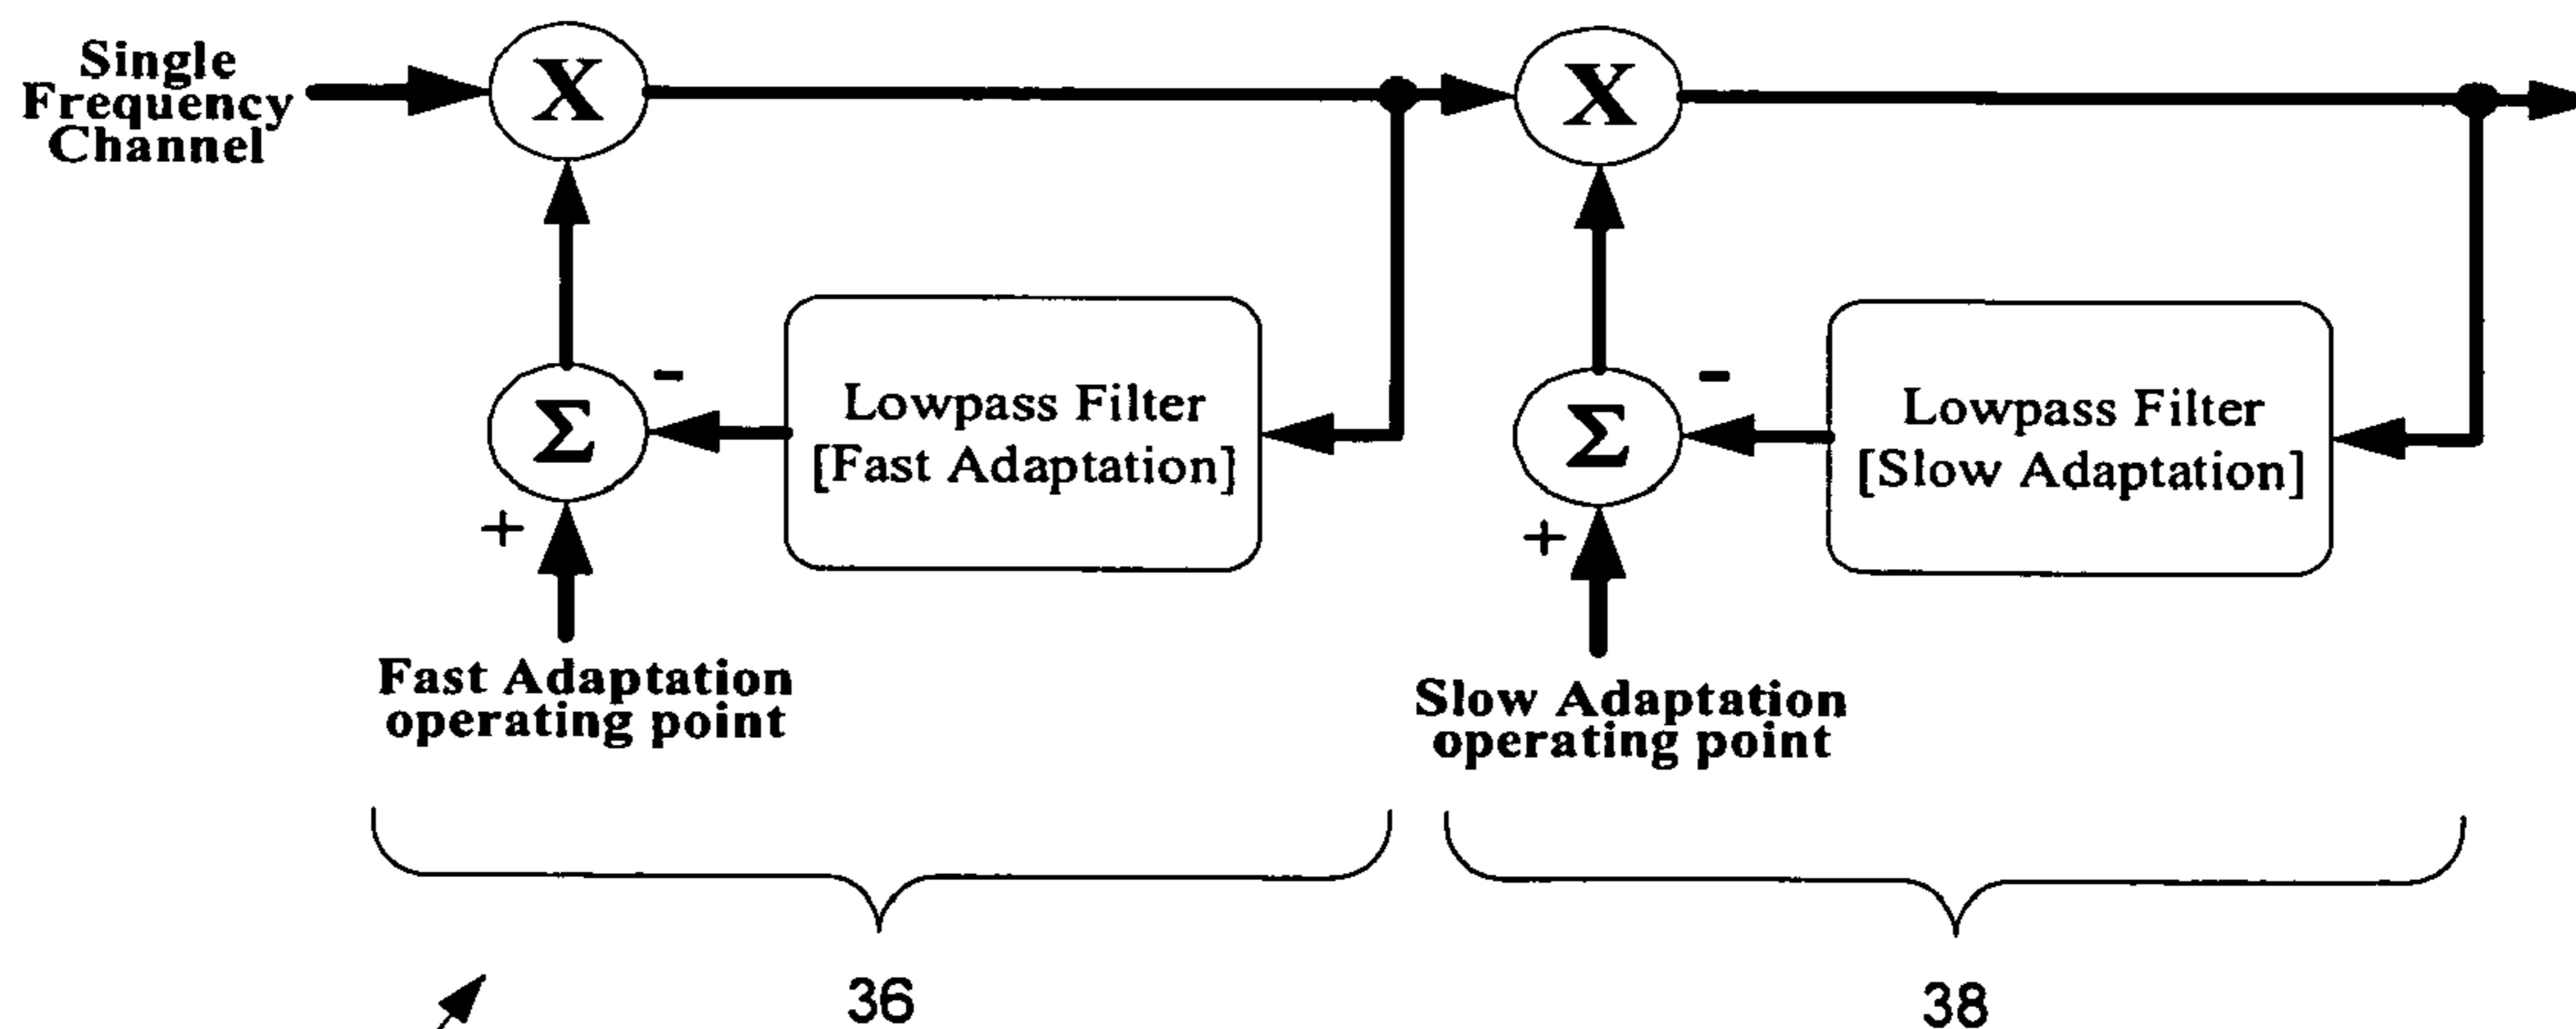 Single
Frequency
Channel
X
X
Σ
-
Lowpass Filter
[Fast Adaptation]
+
Fast Adaptation
operating point
Σ
-
Lowpass Filter
[Slow Adaptation]
+
Slow Adaptation
operating point
36
38